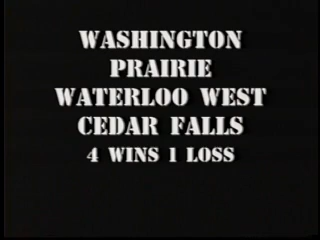 WASHINGTON
PRAIRIE
WATERLOO WEST
CEDAR FALLS
4 WINS 1 LOSS